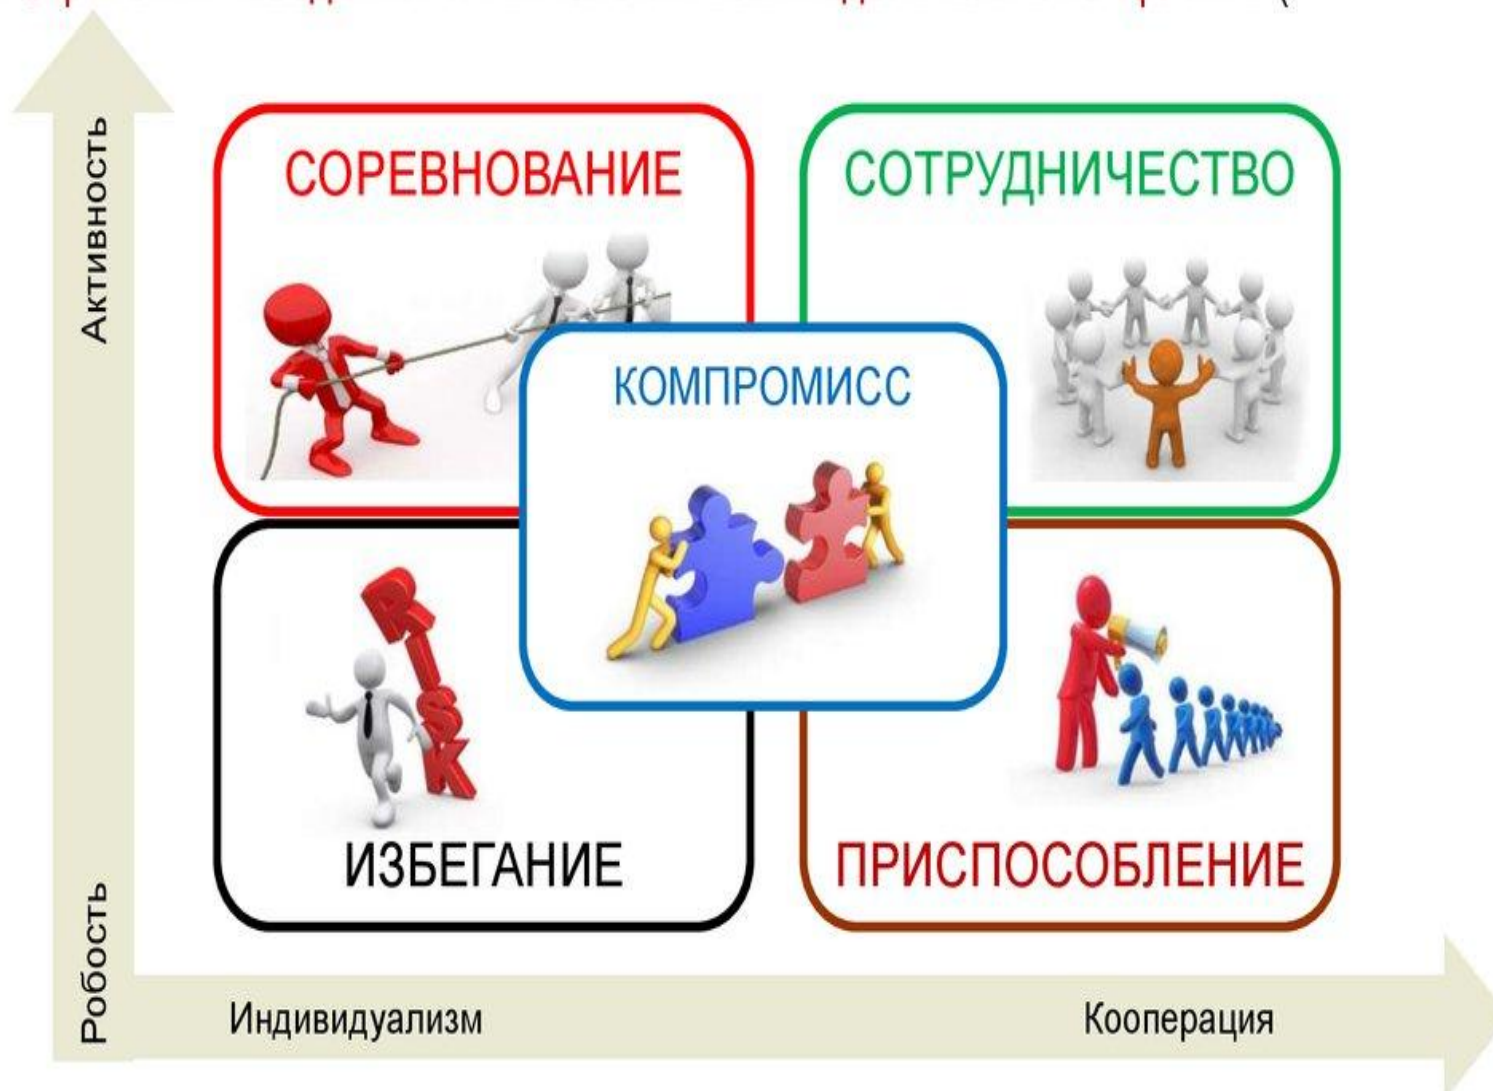 Активность
СОРЕВНОВАНИЕ
СОТРУДНИЧЕСТВО
КОМПРОМИСС
RISK
ИЗБЕГАНИЕ
ПРИСПОСОБЛЕНИЕ
Робость
Индивидуализм
Кооперация